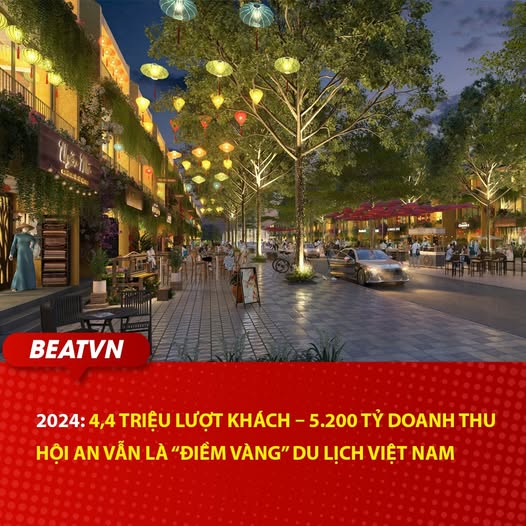 BEATVN
2024: 4,4 TRIỆU LƯỢT KHÁCH – 5.200 TỶ DOANH THU
HỘI AN VẪN LÀ “ĐIỀM VÀNG” DU LỊCH VIỆT NAM